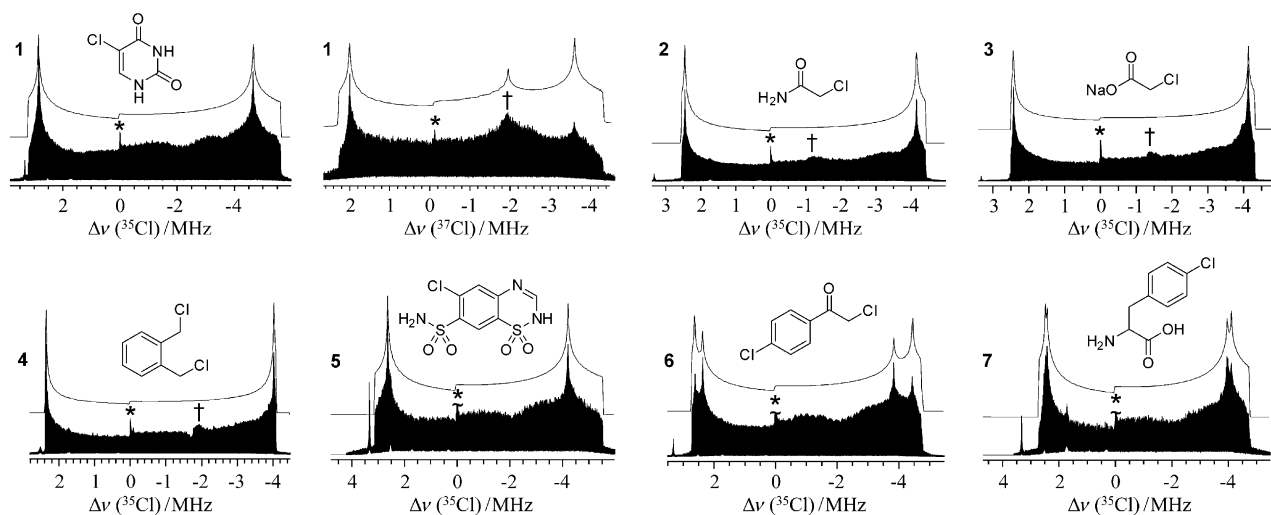 1
Cl
O
NH
N
H
O
*
2 0 -2 -4
Δν (³⁵Cl) / MHz
1
*
†
2 1 0 -1 -2 -3 -4
Δν (³⁷Cl) / MHz
2
O
H₂N
Cl
*
†
3 2 1 0 -1 -2 -3 -4
Δν (³⁵Cl) / MHz
3
O
NaO
Cl
*
†
3 2 1 0 -1 -2 -3 -4
Δν (³⁵Cl) / MHz
4
Cl
Cl
*
†
2 1 0 -1 -2 -3 -4
Δν (³⁵Cl) / MHz
5
Cl
N
H₂N
S
S
NH
O O
O O
*
~
4 2 0 -2 -4
Δν (³⁵Cl) / MHz
6
O
Cl
Cl
*
~
2 0 -2 -4
Δν (³⁵Cl) / MHz
7
Cl
OH
H₂N
O
*
~
4 2 0 -2 -4
Δν (³⁵Cl) / MHz